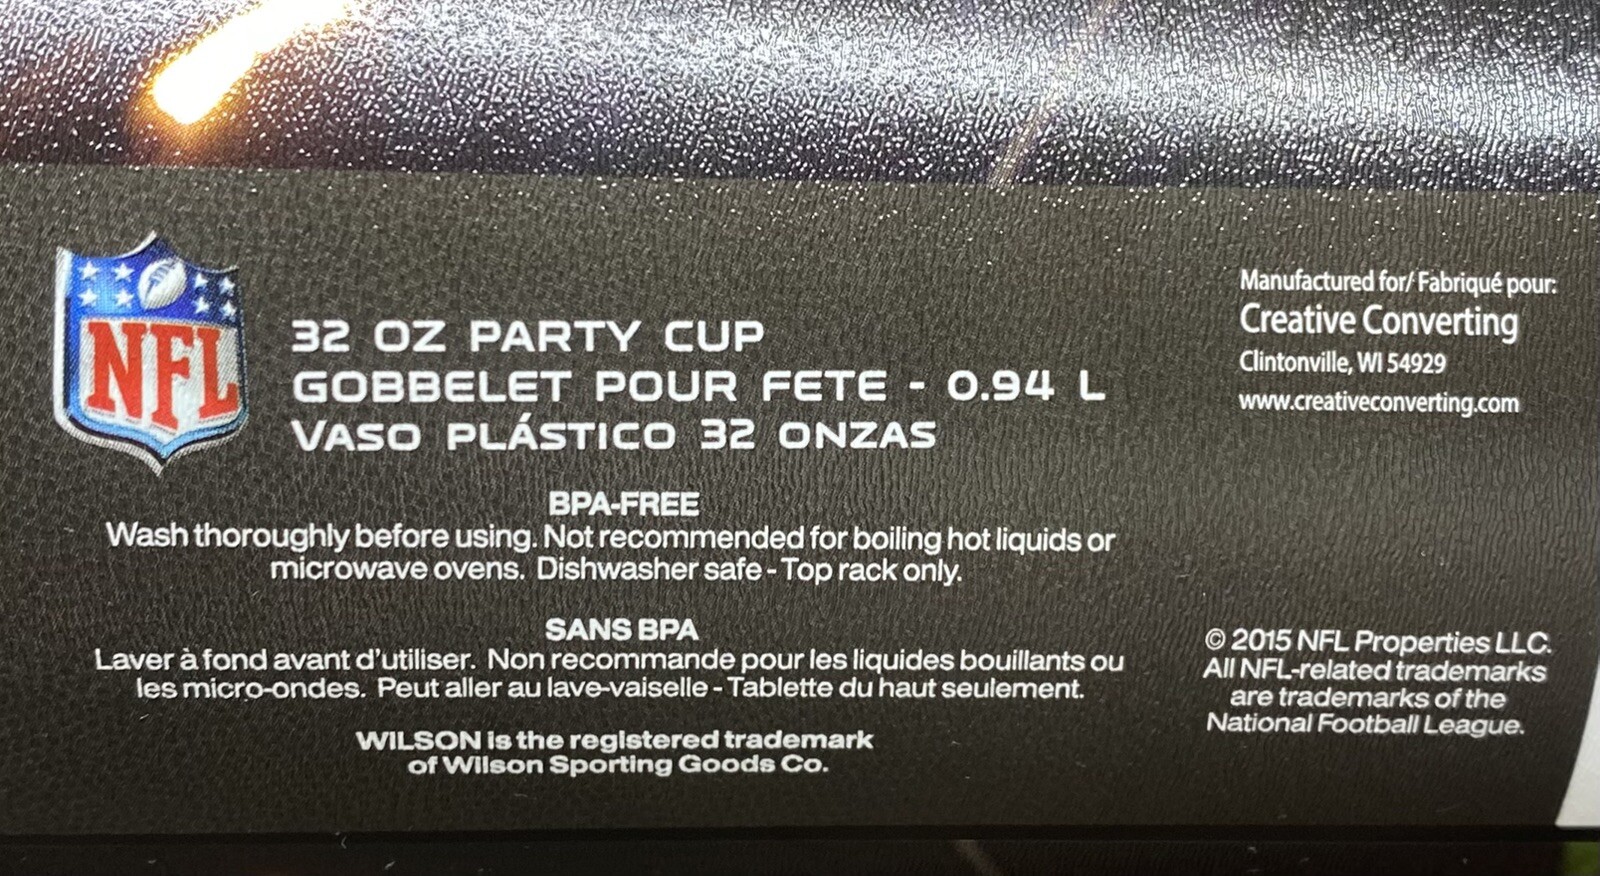 NFL
32 OZ PARTY CUP
GOBBELET POUR FETE - 0.94 L
VASO PLÁSTICO 32 ONZAS
BPA-FREE
Wash thoroughly before using. Not recommended for boiling hot liquids or
microwave ovens. Dishwasher safe - Top rack only.
SANS BPA
Laver à fond avant d'utiliser. Non recommande pour les liquides bouillants ou
les micro-ondes. Peut aller au lave-vaiselle - Tablette du haut seulement.
WILSON is the registered trademark
of Wilson Sporting Goods Co.
Manufactured for/ Fabriqué pour:
Creative Converting
Clintonville, WI 54929
www.creativeconverting.com
© 2015 NFL Properties LLC.
All NFL-related trademarks
are trademarks of the
National Football League.